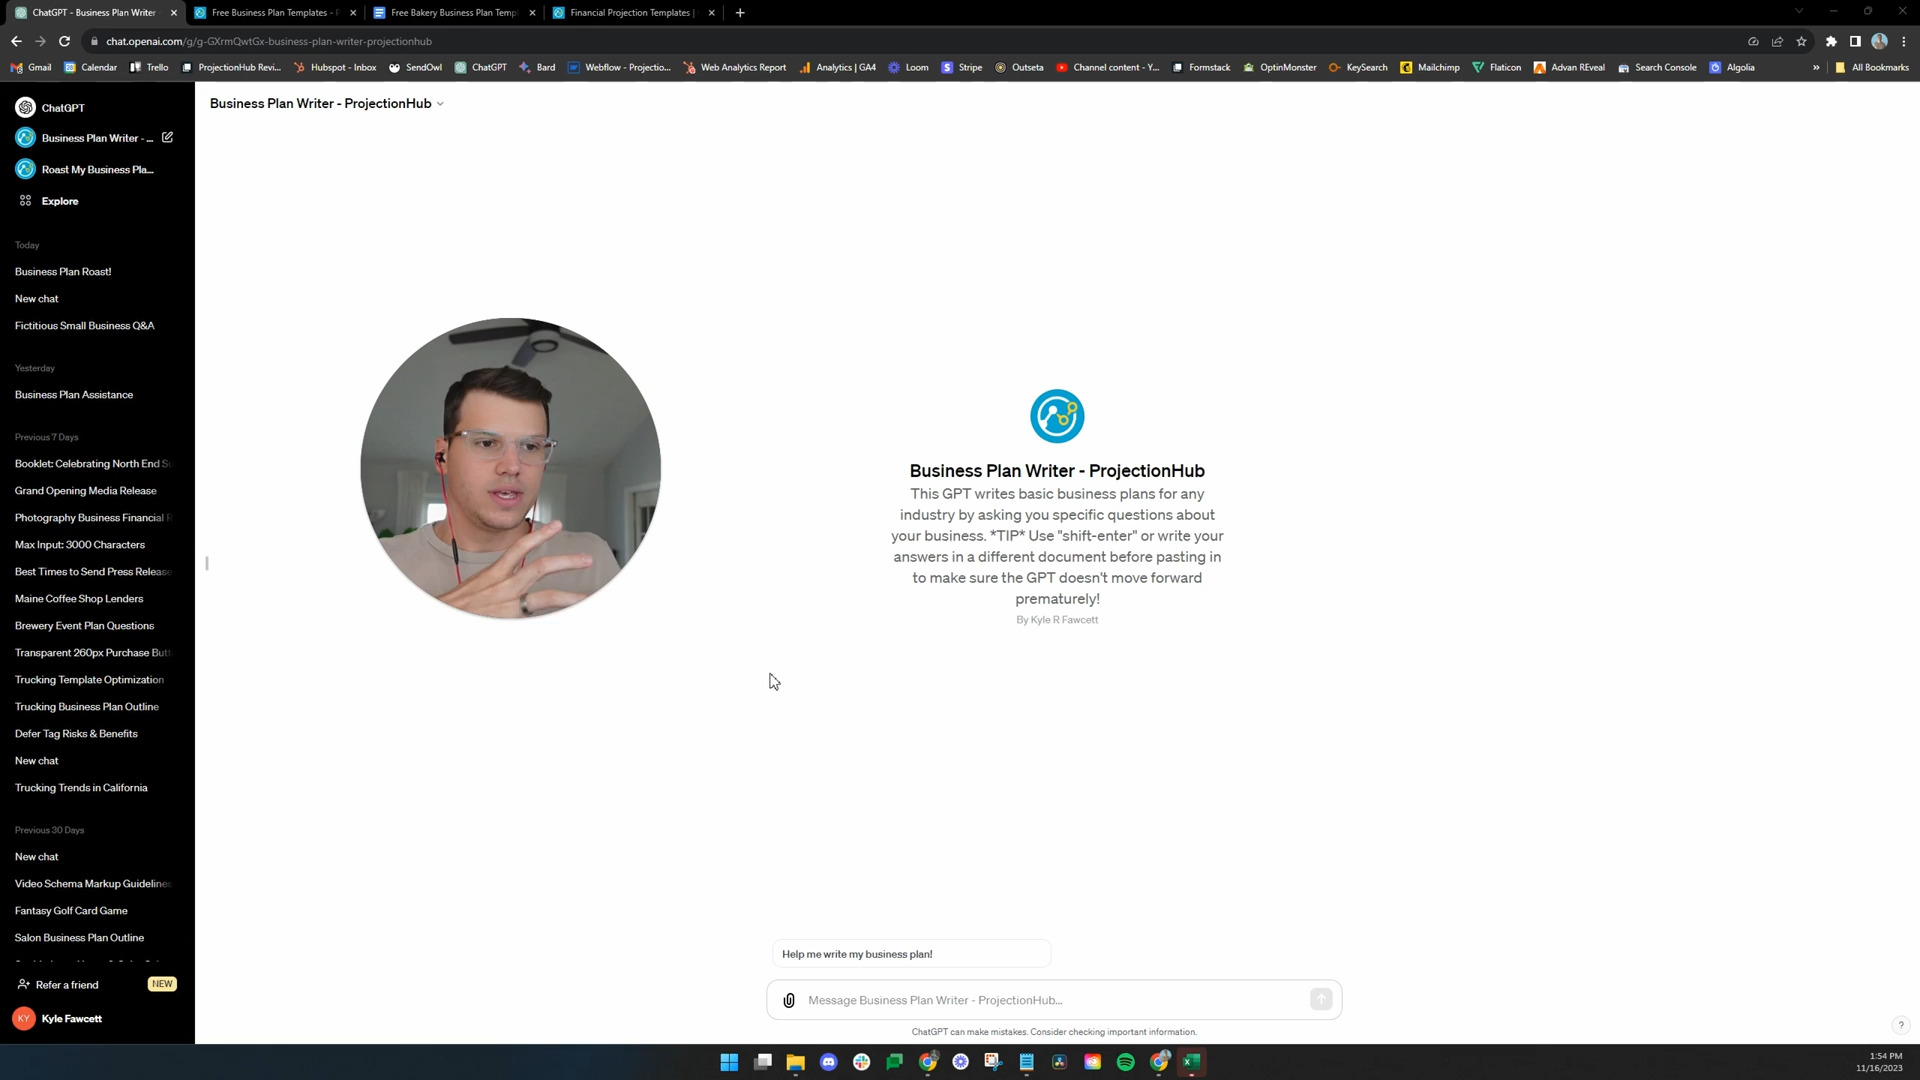 ChatGPT - Business Plan Writer
Free Business Plan Templates - P
Free Bakery Business Plan Templ
Financial Projection Templates |
chat.openai.com/g/g-GXrmQwtGx-business-plan-writer-projectionhub
Gmail
Calendar
Trello
ProjectionHub Revi...
Hubspot - Inbox
SendOwl
ChatGPT
Bard
Webflow - Projectio...
Web Analytics Report
Analytics | GA4
Loom
Stripe
Outseta
Channel content - Y...
Formstack
OptinMonster
KeySearch
Mailchimp
Flaticon
Advan REveal
Search Console
Algolia
»
All Bookmarks
ChatGPT
Business Plan Writer - ...
Roast My Business Pla...
Explore
Today
Business Plan Roast!
New chat
Fictitious Small Business Q&A
Yesterday
Business Plan Assistance
Previous 7 Days
Booklet: Celebrating North End Su
Grand Opening Media Release
Photography Business Financial R
Max Input: 3000 Characters
Best Times to Send Press Release
Maine Coffee Shop Lenders
Brewery Event Plan Questions
Transparent 260px Purchase Butt
Trucking Template Optimization
Trucking Business Plan Outline
Defer Tag Risks & Benefits
New chat
Trucking Trends in California
Previous 30 Days
New chat
Video Schema Markup Guidelines
Fantasy Golf Card Game
Salon Business Plan Outline
Refer a friend
NEW
KY
Kyle Fawcett
Business Plan Writer - ProjectionHub
Business Plan Writer - ProjectionHub
This GPT writes basic business plans for any
industry by asking you specific questions about
your business. *TIP* Use "shift-enter" or write your
answers in a different document before pasting in
to make sure the GPT doesn't move forward
prematurely!
By Kyle R Fawcett
Help me write my business plan!
Message Business Plan Writer - ProjectionHub...
ChatGPT can make mistakes. Consider checking important information.
?
1:54 PM
11/16/2023